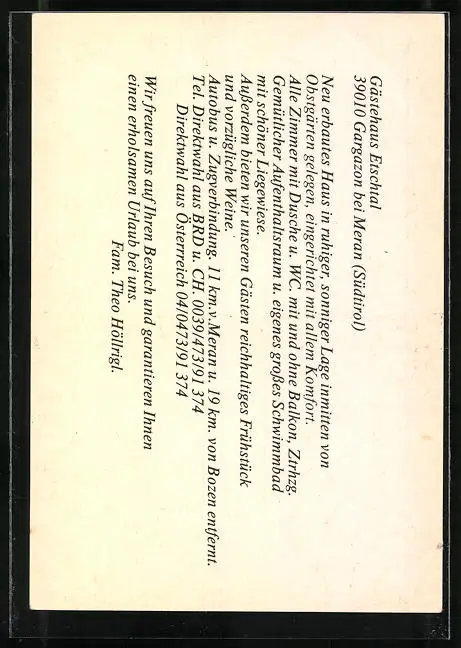 Gästehaus Etschtal
39010 Gargazon bei Meran (Südtirol)
Neu erbautes Haus in ruhiger, sonniger Lage inmitten von
Obstgärten gelegen, eingerichtet mit allem Komfort.
Alle Zimmer mit Dusche u. WC. mit und ohne Balkon, Ztrhzg.
Gemütlicher Aufenthaltsraum u. eigenes großes Schwimmbad
mit schöner Liegewiese.
Außerdem bieten wir unseren Gästen reichhaltiges Frühstück
und vorzügliche Weine.
Autobus u. Zugverbindung. 11 km.v.Meran u. 19 km. von Bozen entfernt.
Tel. Direktwahl aus BRD u. CH. 0039/473/91 374
Direktwahl aus Österrreich 04/0473/91 374
Wir freuen uns auf Ihren Besuch und garantieren Ihnen
einen erholsamen Urlaub bei uns.
Fam. Theo Höllrigl.